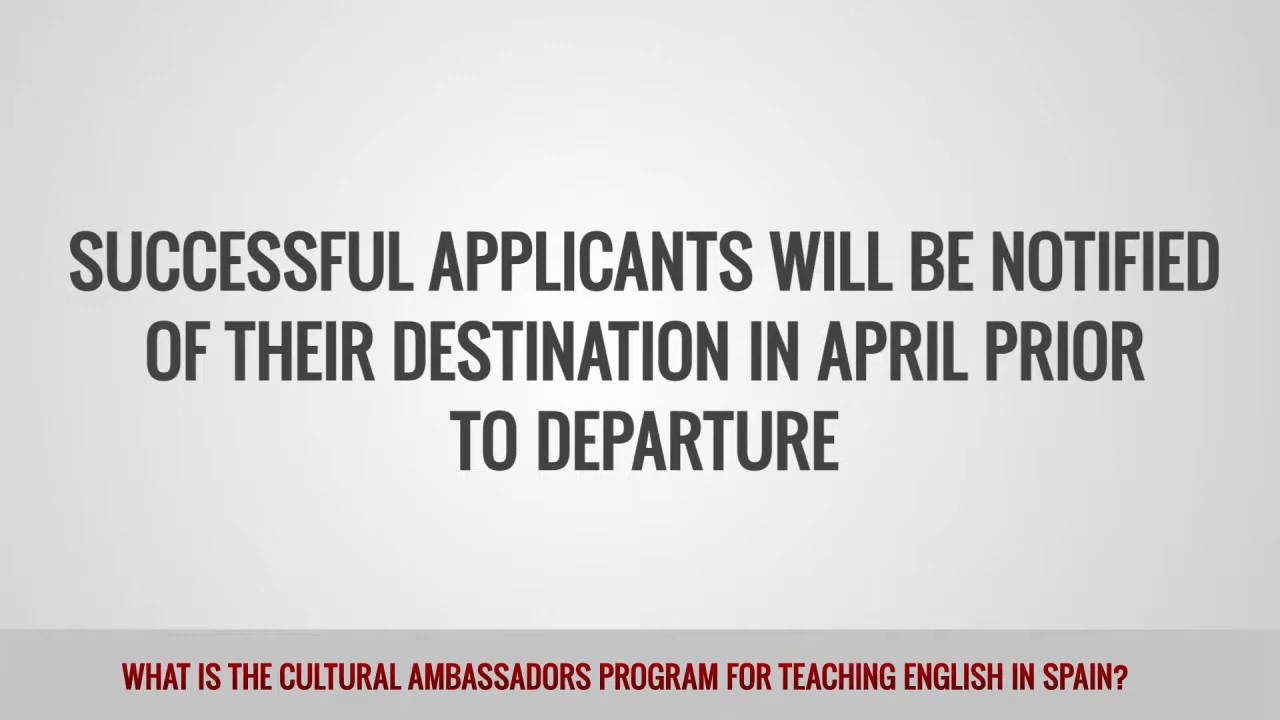 SUCCESSFUL APPLICANTS WILL BE NOTIFIED
OF THEIR DESTINATION IN APRIL PRIOR
TO DEPARTURE
WHAT IS THE CULTURAL AMBASSADORS PROGRAM FOR TEACHING ENGLISH IN SPAIN?